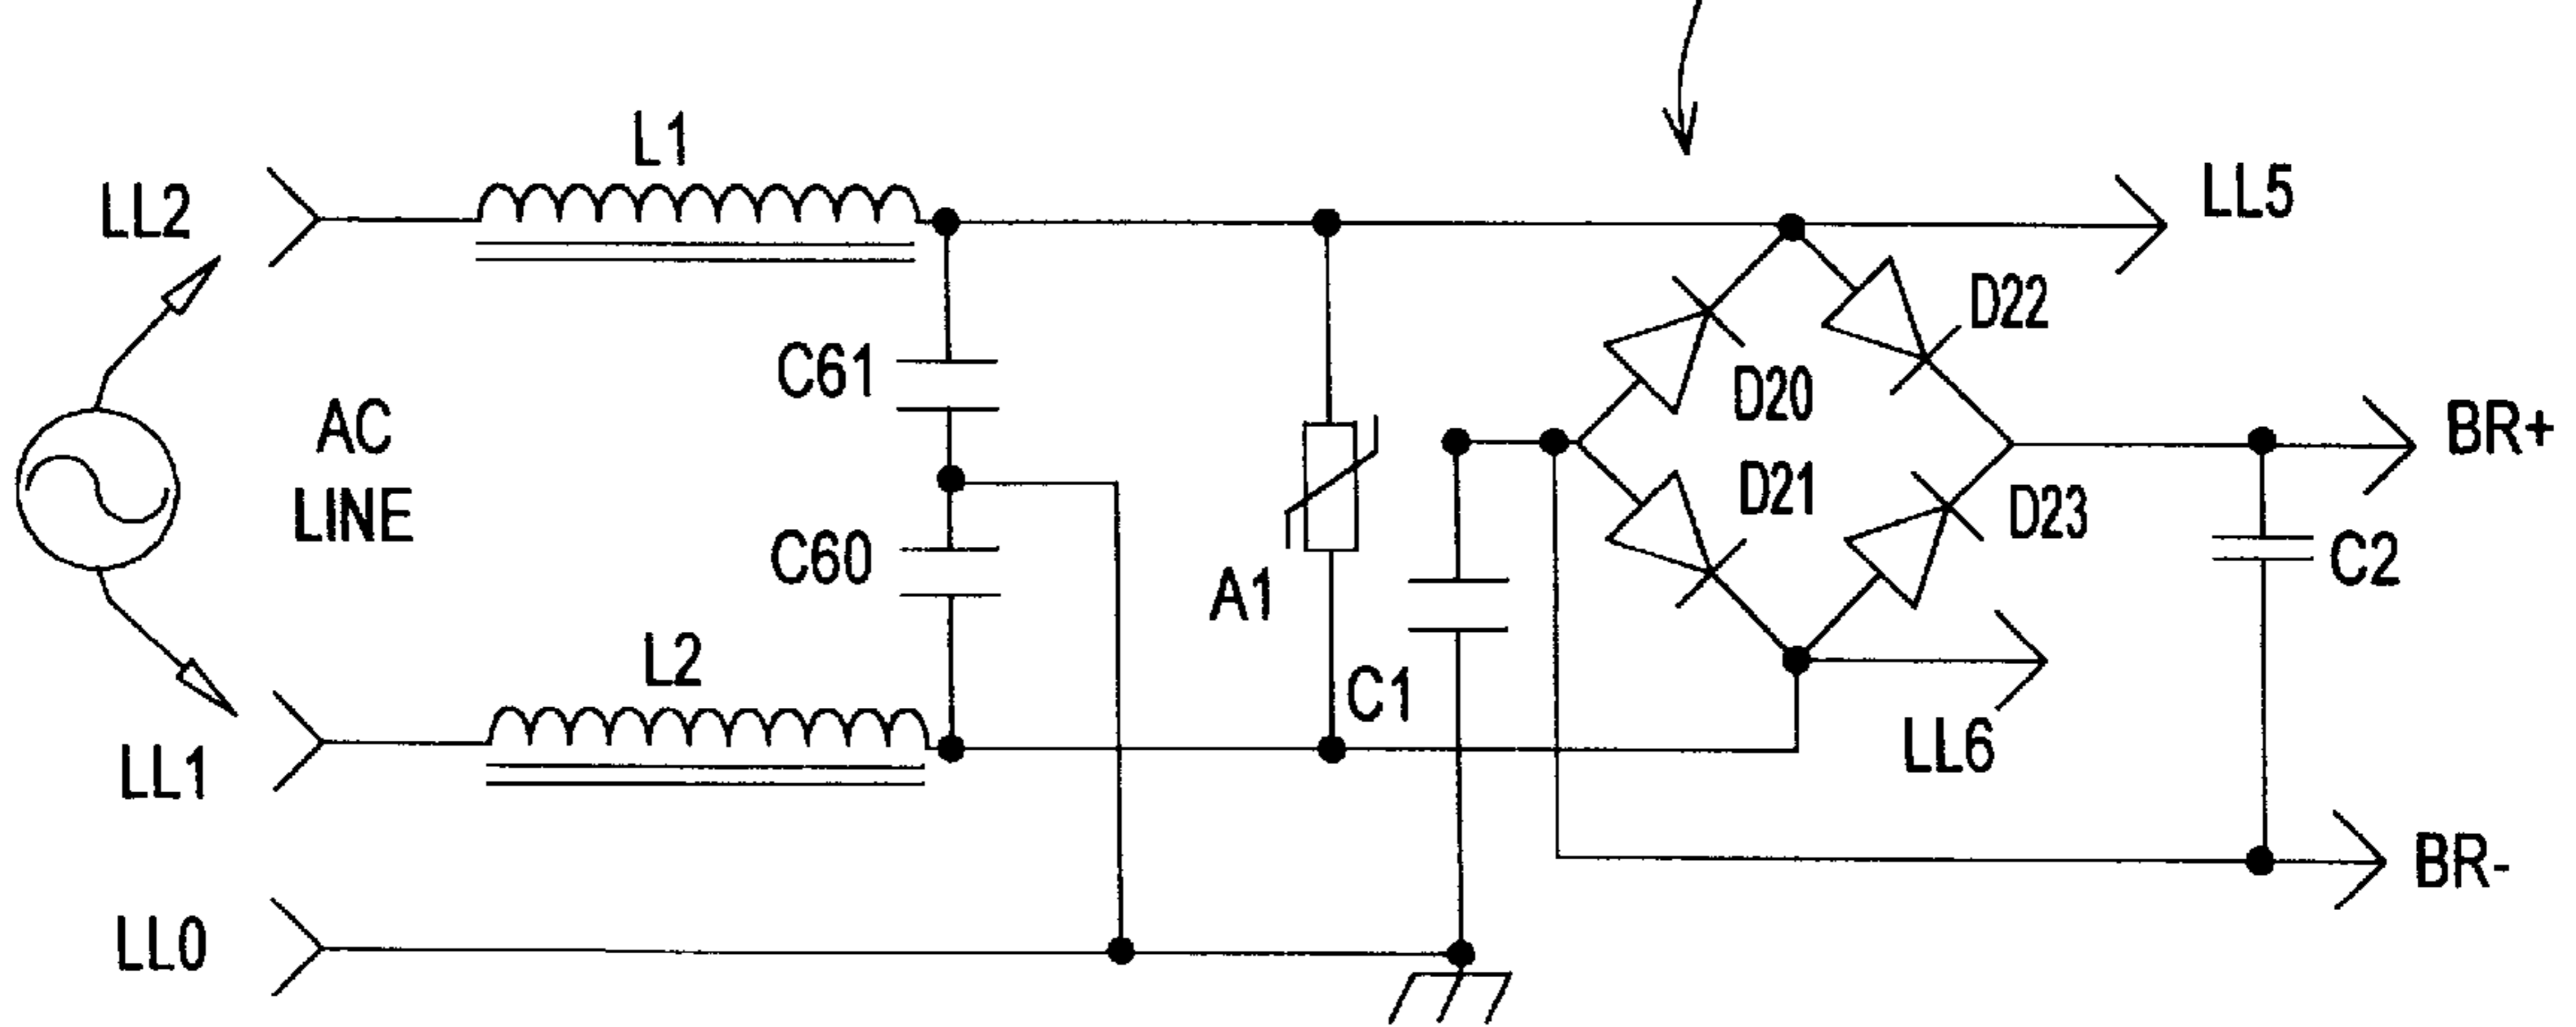 L1
LL2
LL5
D22
C61
AC
LINE
D20
BR+
D21
D23
C60
C2
A1
L2
C1
LL6
LL1
BR-
LL0